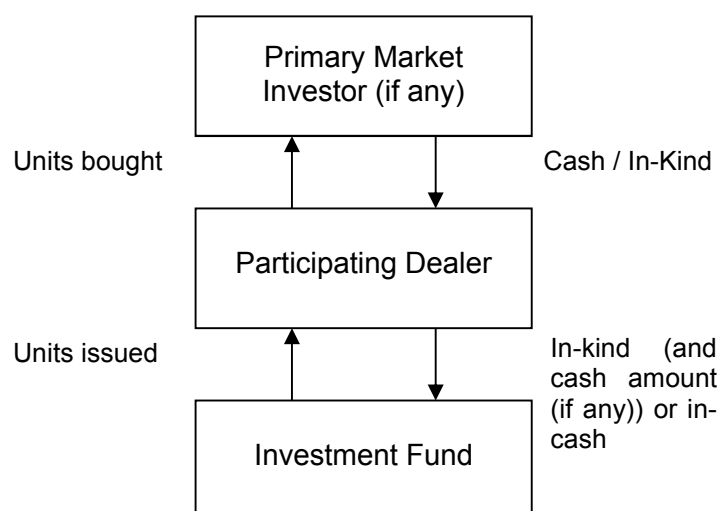 Primary Market
Investor (if any)
Units bought
Cash / In-Kind
Participating Dealer
Units issued
In-kind (and
cash amount
(if any)) or in-
cash
Investment Fund